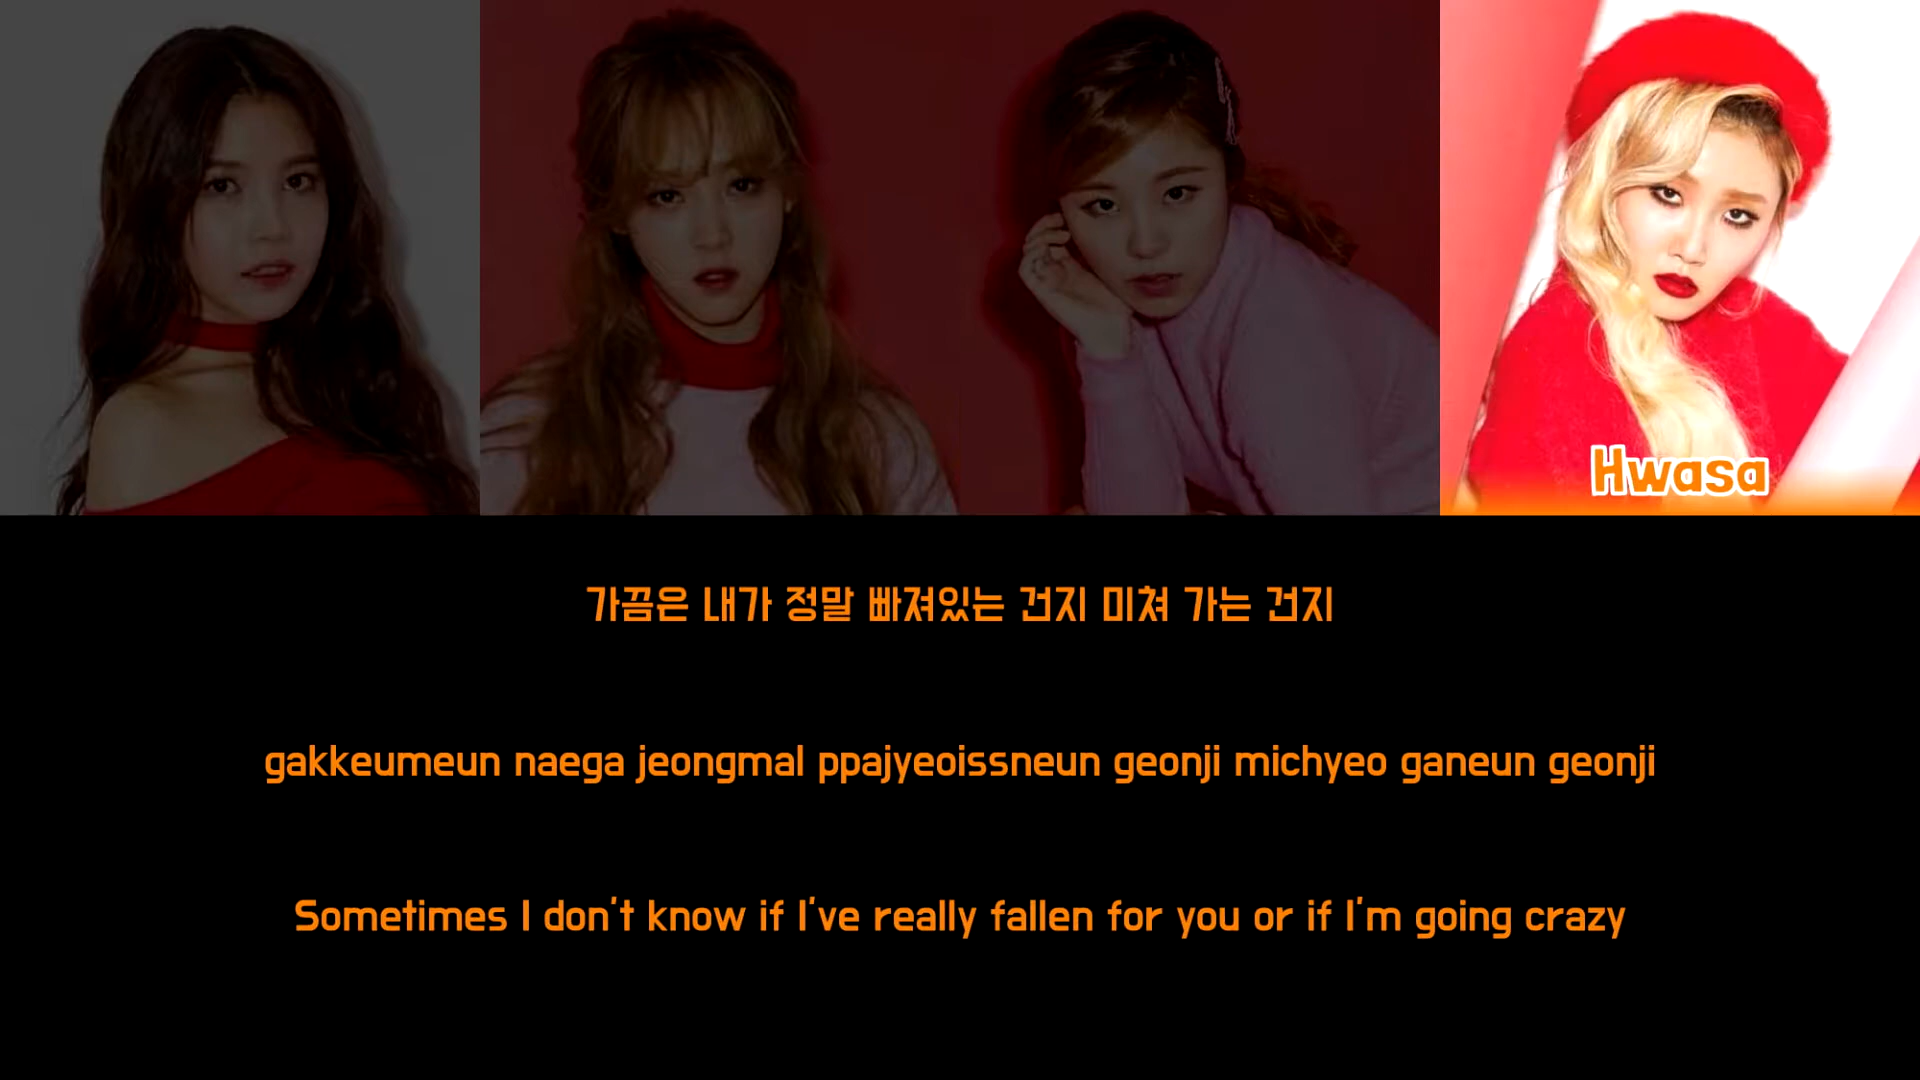 Hwasa
가끔은 내가 정말 빠져있는 건지 미쳐 가는 건지
gakkeumeun naega jeongmal ppajyeoissneun geonji michyeo ganeun geonji
Sometimes I don't know if I've really fallen for you or if I'm going crazy